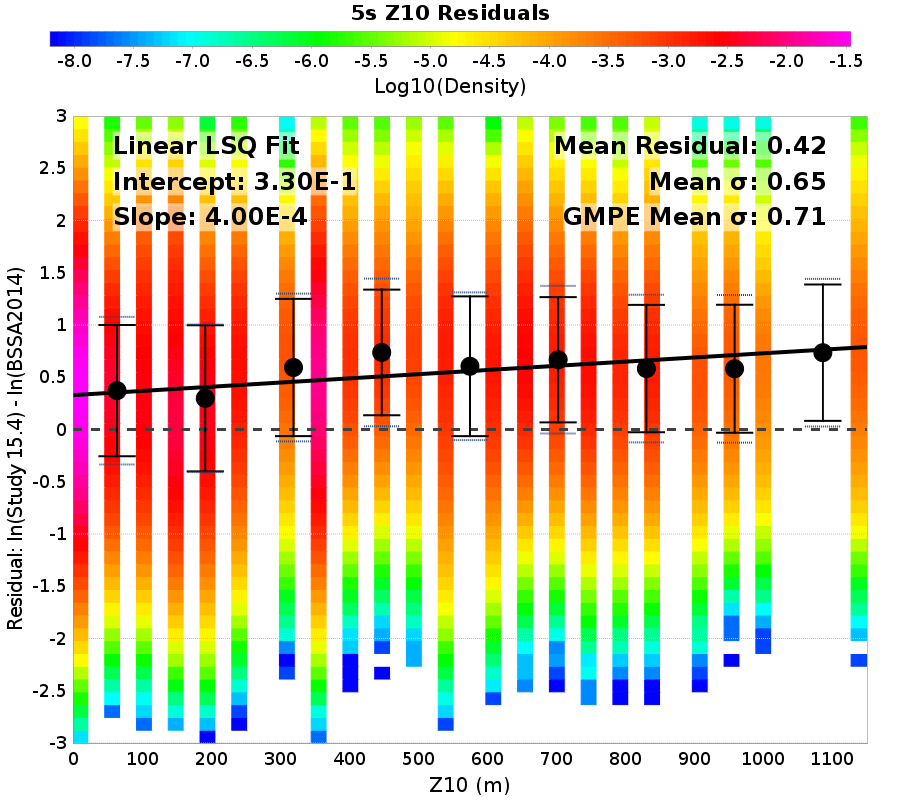 5s Z10 Residuals
-8.0 -7.5 -7.0 -6.5 -6.0 -5.5 -5.0 -4.5 -4.0 -3.5 -3.0 -2.5 -2.0 -1.5
Log10(Density)
Linear LSQ Fit
Intercept: 3.30E-1
Slope: 4.00E-4
Mean Residual: 0.42
Mean σ: 0.65
GMPE Mean σ: 0.71
Residual: ln(Study 15.4) - ln(BSSA2014)
3
2.5
2
1.5
1
0.5
0
-0.5
-1
-1.5
-2
-2.5
-3
0 100 200 300 400 500 600 700 800 900 1000 1100
Z10 (m)